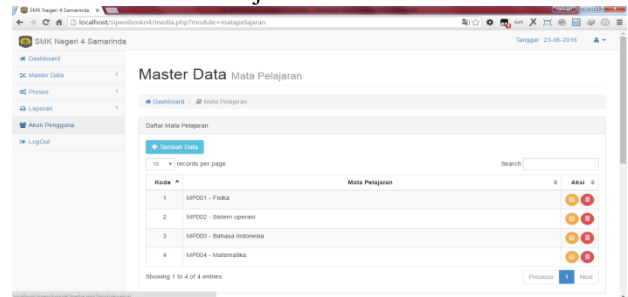 SMK Negeri 4 Samarinda
localhost/sipenilbmkn4/media.php?module=matapelajaran
SMK Negeri 4 Samarinda
Tanggal : 23-06-2016
Dashboard
Master Data
Proses
Laporan
Akun Pengguna
LogOut
Master Data Mata Pelajaran
Dashboard / Mata Pelajaran
Daftar Mata Pelajaran
+ Tambah Data
10 records per page
Search:
Kode Mata Pelajaran Aksi
1 MP001 - Fisika
2 MP002 - Sistem operasi
3 MP003 - Bahasa Indonesia
4 MP004 - Matematika
Showing 1 to 4 of 4 entries
Previous 1 Next